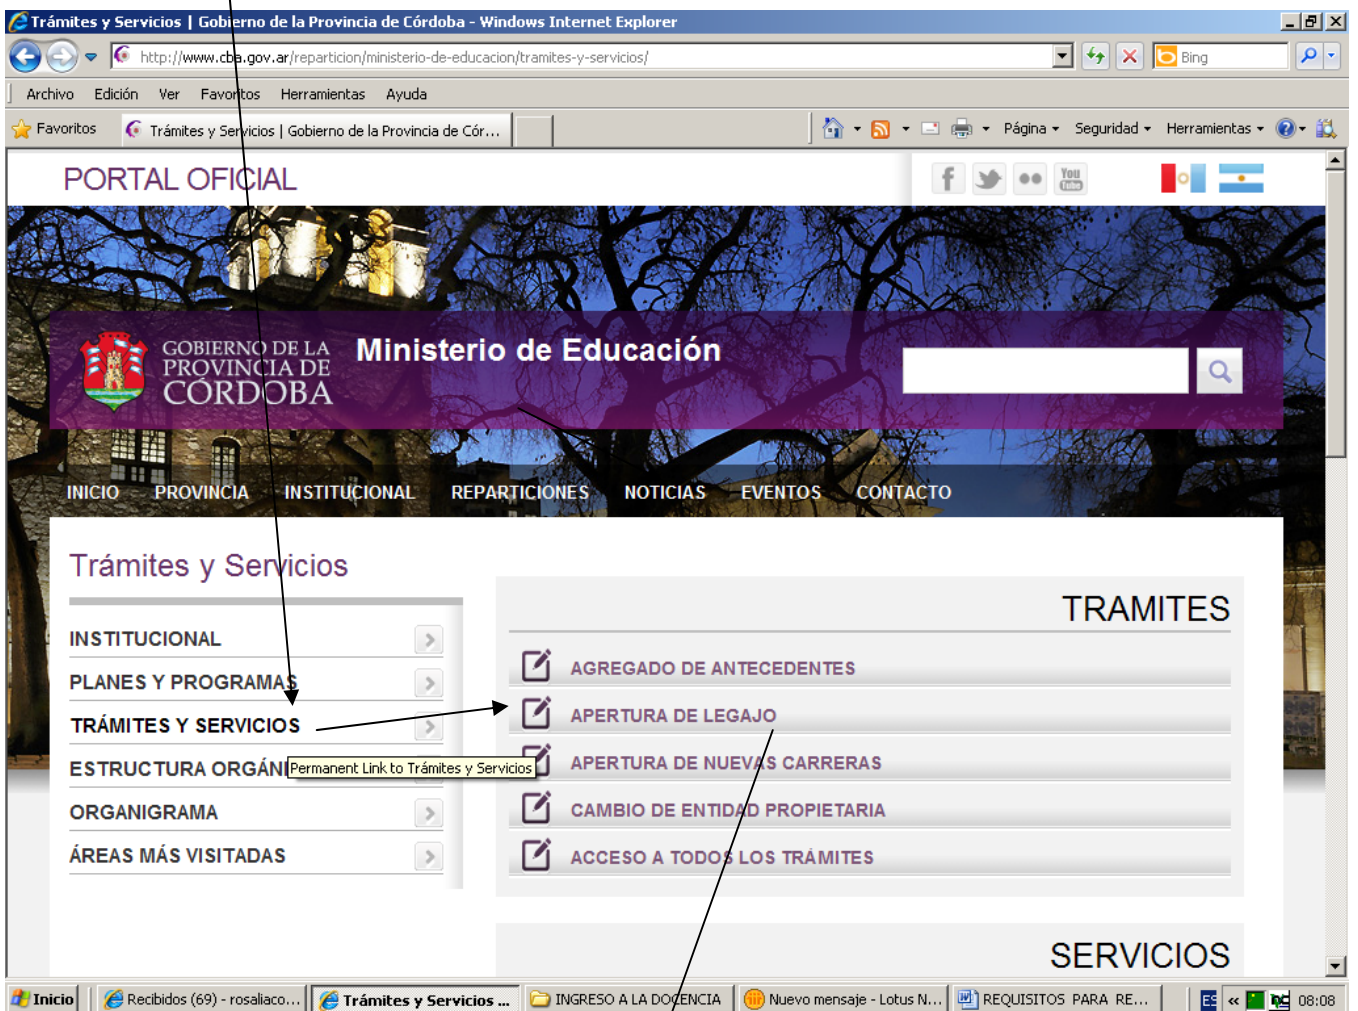 Trámites y Servicios | Gobierno de la Provincia de Córdoba - Windows Internet Explorer
http://www.cba.gov.ar/reparticion/ministerio-de-educacion/tramites-y-servicios/
Bing
Archivo Edición Ver Favoritos Herramientas Ayuda
Favoritos Trámites y Servicios | Gobierno de la Provincia de Cór... Página Seguridad Herramientas
PORTAL OFICIAL
You
Tube
GOBIERNO DE LA
PROVINCIA DE
CÓRDOBA
Ministerio de Educación
INICIO PROVINCIA INSTITUCIONAL REPARTICIONES NOTICIAS EVENTOS CONTACTO
Trámites y Servicios
INSTITUCIONAL
PLANES Y PROGRAMAS
TRÁMITES Y SERVICIOS
ESTRUCTURA ORGÁNI
Permanent Link to Trámites y Servicios
ORGANIGRAMA
ÁREAS MÁS VISITADAS
TRAMITES
AGREGADO DE ANTECEDENTES
APERTURA DE LEGAJO
APERTURA DE NUEVAS CARRERAS
CAMBIO DE ENTIDAD PROPIETARIA
ACCESO A TODOS LOS TRÁMITES
SERVICIOS
Inicio Recibidos (69) - rosaliaco... Trámites y Servicios ... INGRESO A LA DOCENCIA Nuevo mensaje - Lotus N... REQUISITOS PARA RE... ES « 08:08